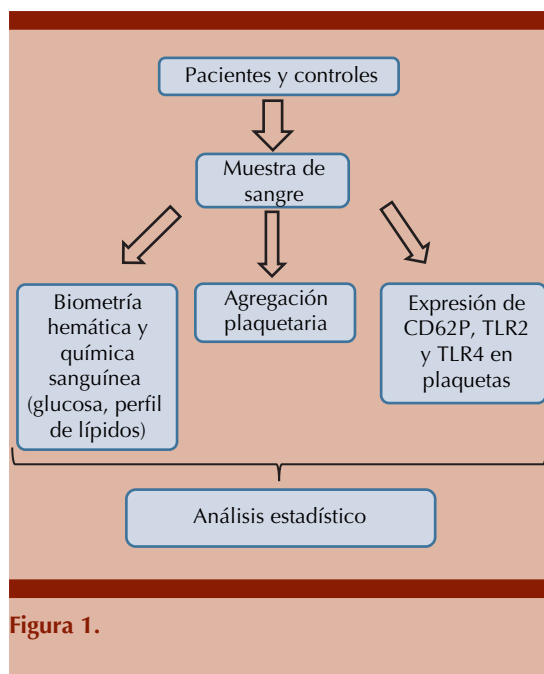 Pacientes y controles
Muestra de
sangre
Biometría
hemática y
química
sanguínea
(glucosa, perfil
de lípidos)
Agregación
plaquetaria
Expresión de
CD62P, TLR2
y TLR4 en
plaquetas
Análisis estadístico
Figura 1.